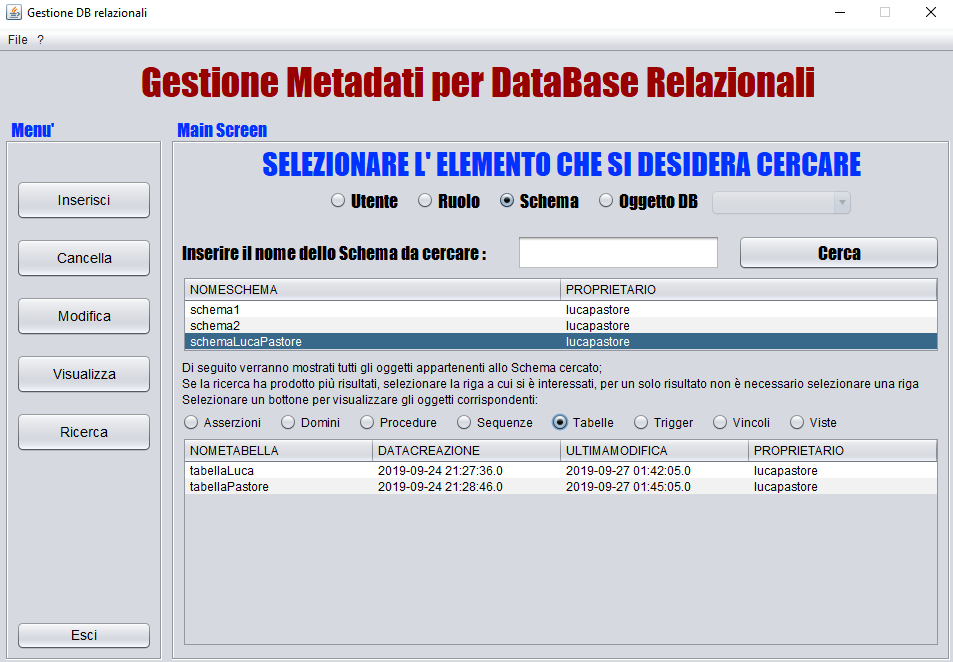 Gestione DB relazionali
File ?
Gestione Metadati per DataBase Relazionali
Menu'
Inserisci
Cancella
Modifica
Visualizza
Ricerca
Esci
Main Screen
SELEZIONARE L' ELEMENTO CHE SI DESIDERA CERCARE
Utente Ruolo Schema Oggetto DB
Inserire il nome dello Schema da cercare : Cerca
NOMESCHEMA PROPRIETARIO
schema1 lucapastore
schema2 lucapastore
schemaLucaPastore lucapastore
Di seguito verranno mostrati tutti gli oggetti appartenenti allo Schema cercato;
Se la ricerca ha prodotto più risultati, selezionare la riga a cui si è interessati, per un solo risultato non è necessario selezionare una riga
Selezionare un bottone per visualizzare gli oggetti corrispondenti:
Asserzioni Domini Procedure Sequenze Tabelle Trigger Vincoli Viste
NOMETABELLA DATACREAZIONE ULTIMAMODIFICA PROPRIETARIO
tabellaLuca 2019-09-24 21:27:36.0 2019-09-27 01:42:05.0 lucapastore
tabellaPastore 2019-09-24 21:28:46.0 2019-09-27 01:45:05.0 lucapastore